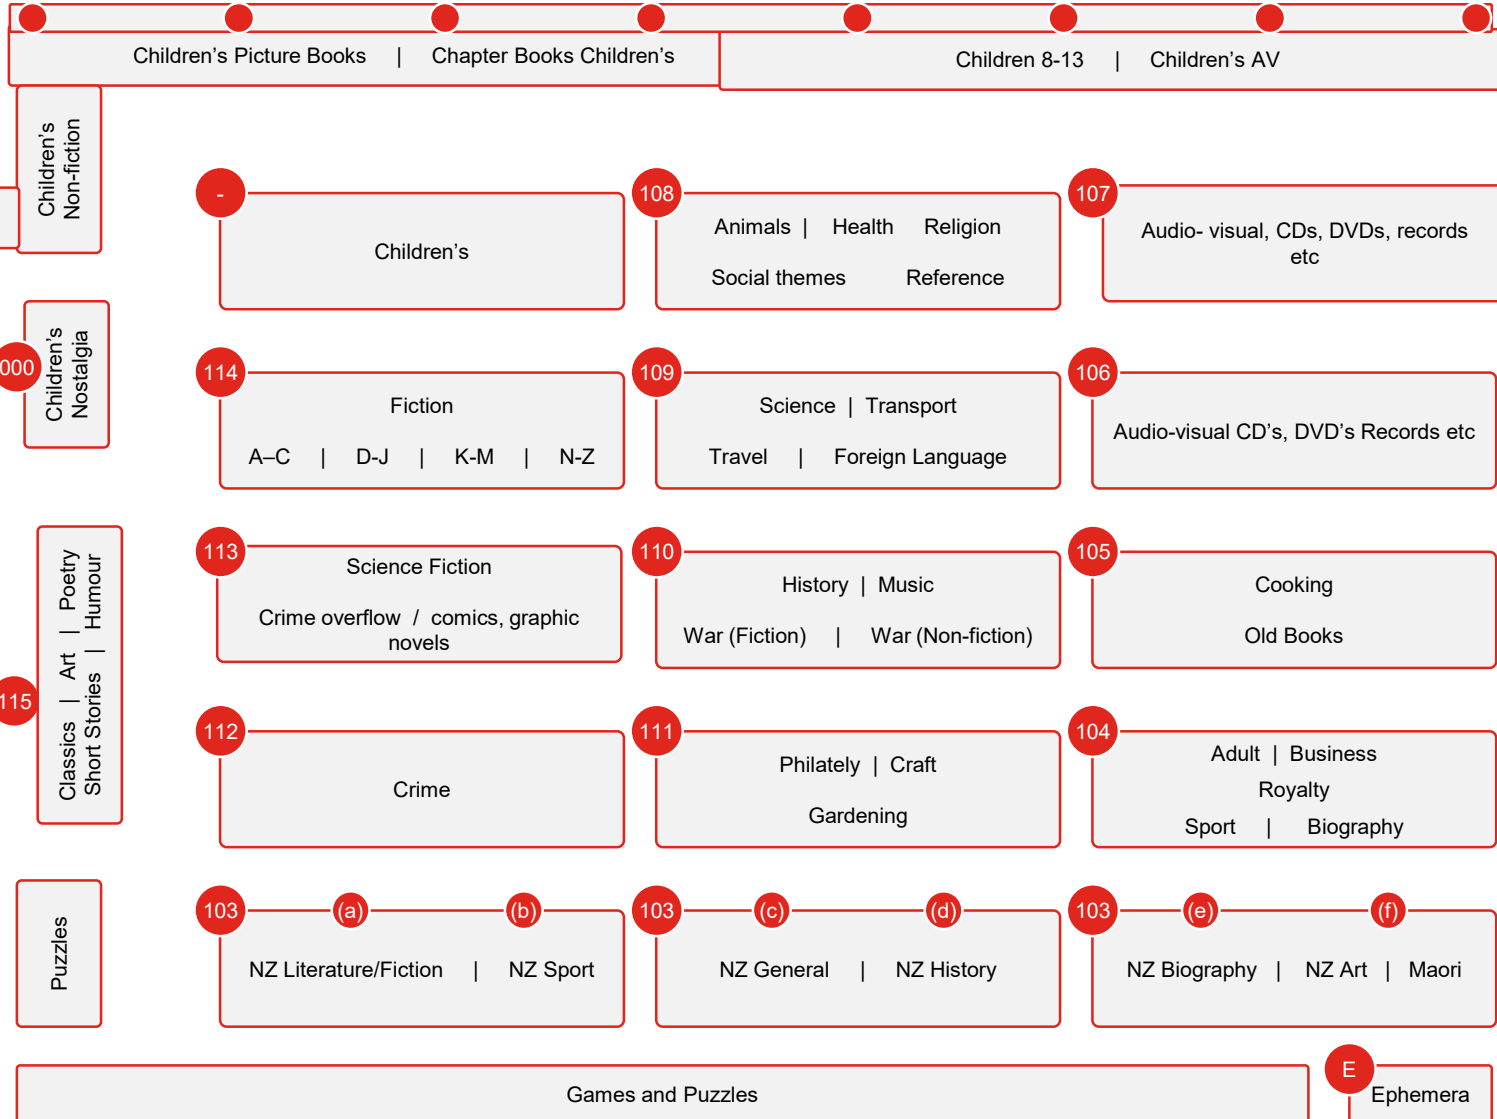 Children’s Picture Books | Chapter Books Children’s
Children 8-13 | Children’s AV
Children’s
Non-fiction
-
Children’s
108
Animals | Health Religion
Social themes Reference
107
Audio- visual, CDs, DVDs, records
etc
000
Children’s
Nostalgia
114
Fiction
A–C | D-J | K-M | N-Z
109
Science | Transport
Travel | Foreign Language
106
Audio-visual CD’s, DVD’s Records etc
115
Classics | Art | Poetry
Short Stories | Humour
113
Science Fiction
Crime overflow / comics, graphic
novels
110
History | Music
War (Fiction) | War (Non-fiction)
105
Cooking
Old Books
112
Crime
111
Philately | Craft
Gardening
104
Adult | Business
Royalty
Sport | Biography
Puzzles
103 (a) (b)
NZ Literature/Fiction | NZ Sport
103 (c) (d)
NZ General | NZ History
103 (e) (f)
NZ Biography | NZ Art | Maori
Games and Puzzles
E
Ephemera